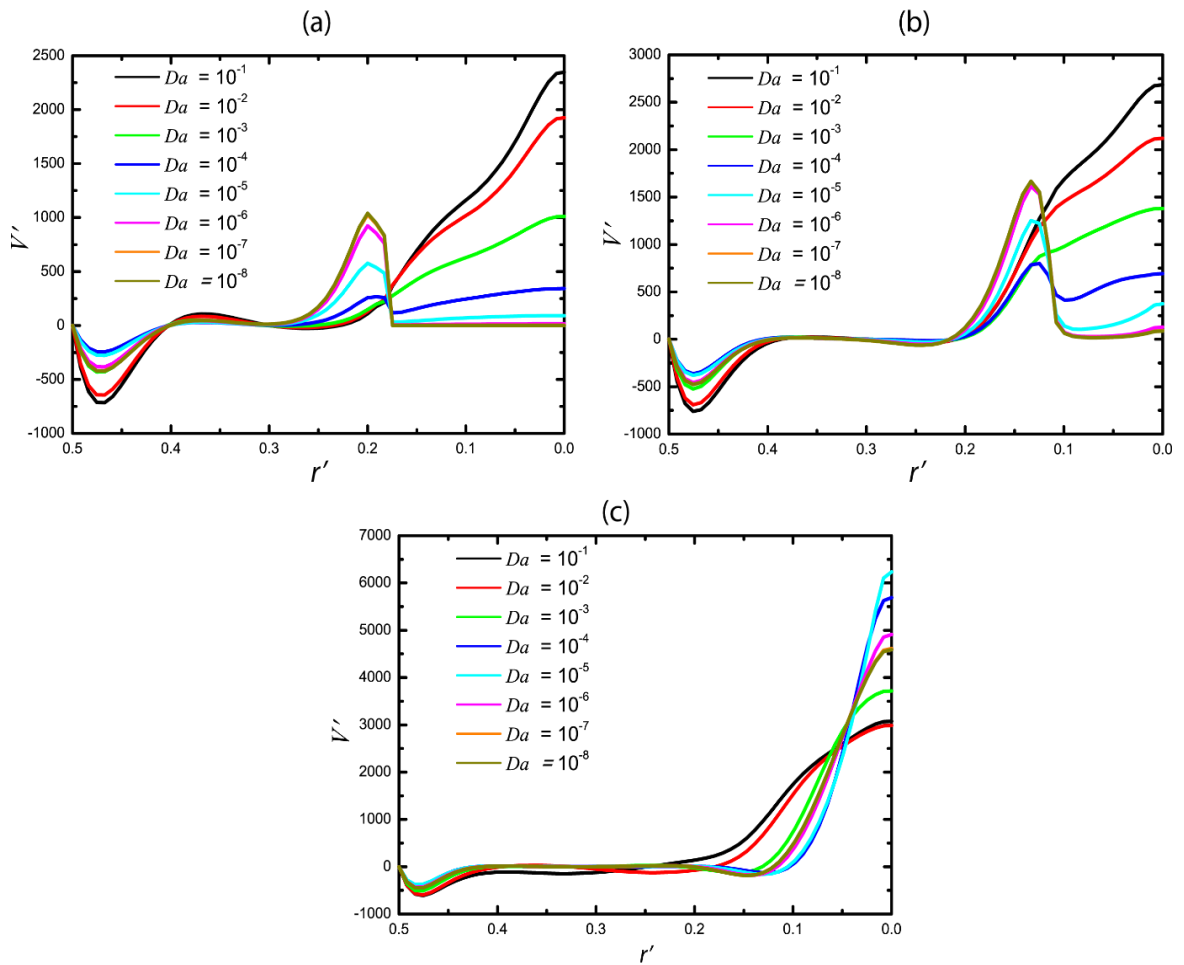 (a)
2500
2000
1500
1000
500
0
-500
-1000
V'
Da = 10⁻¹
Da = 10⁻²
Da = 10⁻³
Da = 10⁻⁴
Da = 10⁻⁵
Da = 10⁻⁶
Da = 10⁻⁷
Da = 10⁻⁸
0.5 0.4 0.3 0.2 0.1 0.0
r'
(b)
3000
2500
2000
1500
1000
500
0
-500
-1000
V'
Da = 10⁻¹
Da = 10⁻²
Da = 10⁻³
Da = 10⁻⁴
Da = 10⁻⁵
Da = 10⁻⁶
Da = 10⁻⁷
Da = 10⁻⁸
0.5 0.4 0.3 0.2 0.1 0.0
r'
(c)
7000
6000
5000
4000
3000
2000
1000
0
-1000
V'
Da = 10⁻¹
Da = 10⁻²
Da = 10⁻³
Da = 10⁻⁴
Da = 10⁻⁵
Da = 10⁻⁶
Da = 10⁻⁷
Da = 10⁻⁸
0.5 0.4 0.3 0.2 0.1 0.0
r'